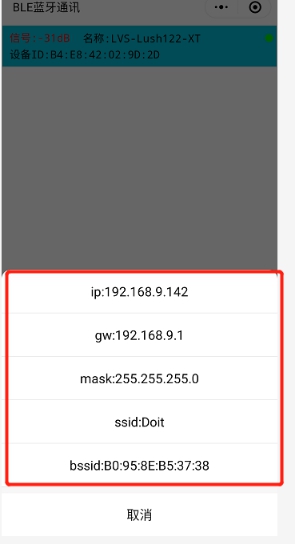 BLE蓝牙通讯
信号:-31dB 名称:LVS-Lush122-XT
设备ID:B4:E8:42:02:9D:2D
ip:192.168.9.142
gw:192.168.9.1
mask:255.255.255.0
ssid:Doit
bssid:B0:95:8E:B5:37:38
取消